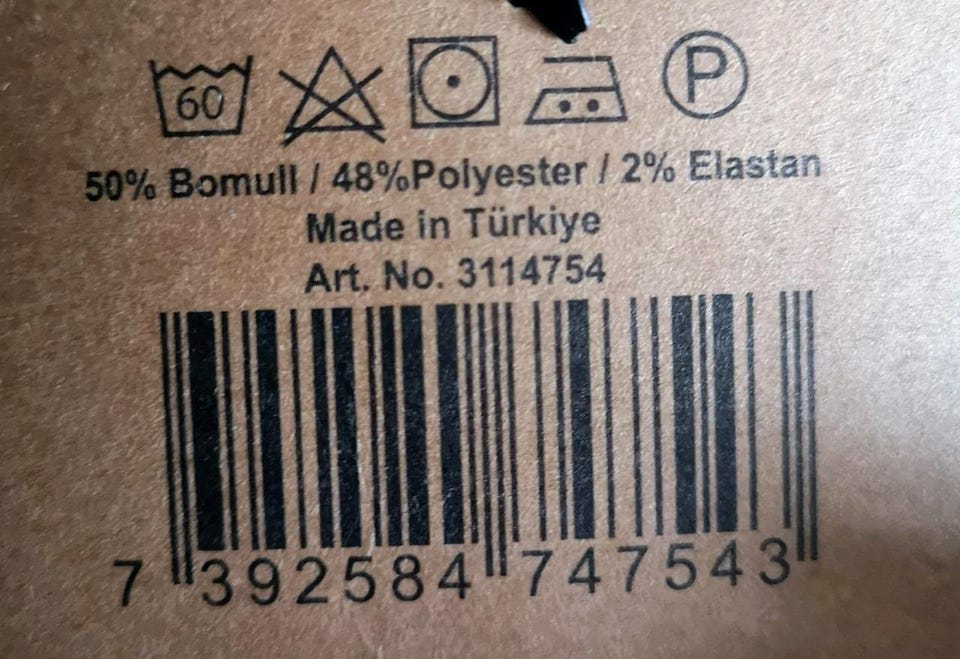 60 P
50% Bomull / 48%Polyester / 2% Elastan
Made in Türkiye
Art. No. 3114754
7 392584 747543